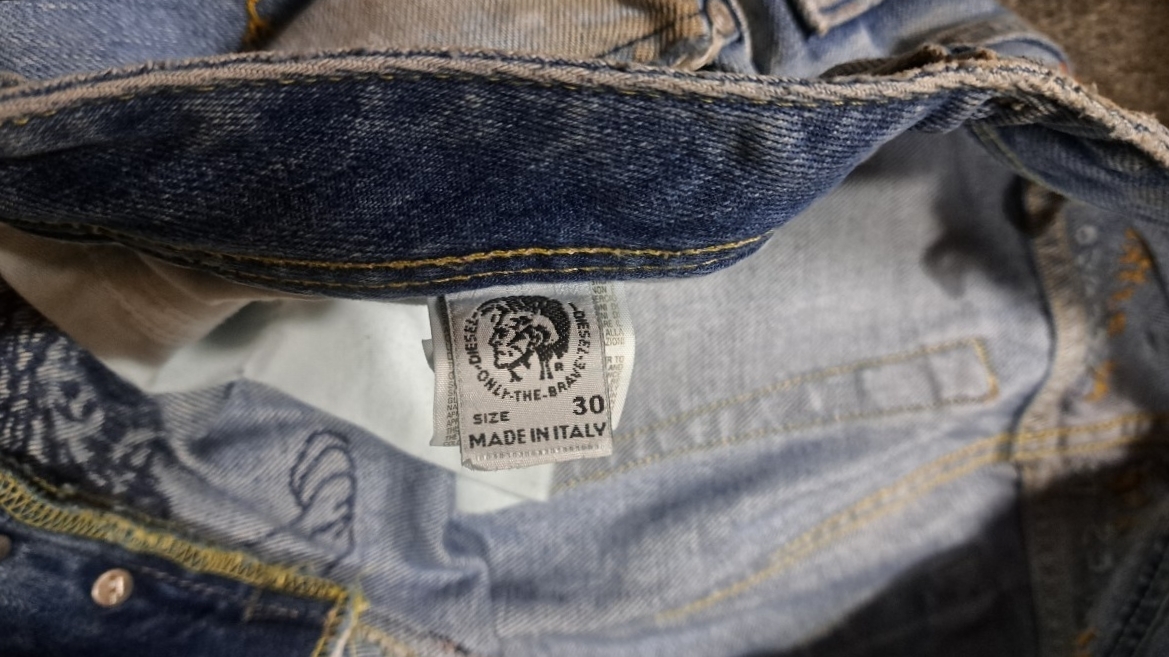 DIESEL·ONLY·THE·BRAVE·DIESEL
SIZE 30
MADE IN ITALY